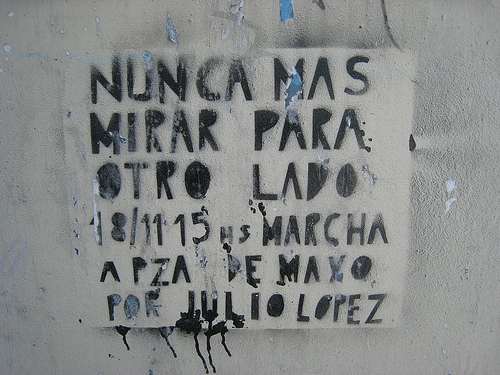 NUNCA MAS
MIRAR PARA
OTRO LADO
18/11 15 HS MARCHA
A PZA DE MAYO
POR JULIO LOPEZ